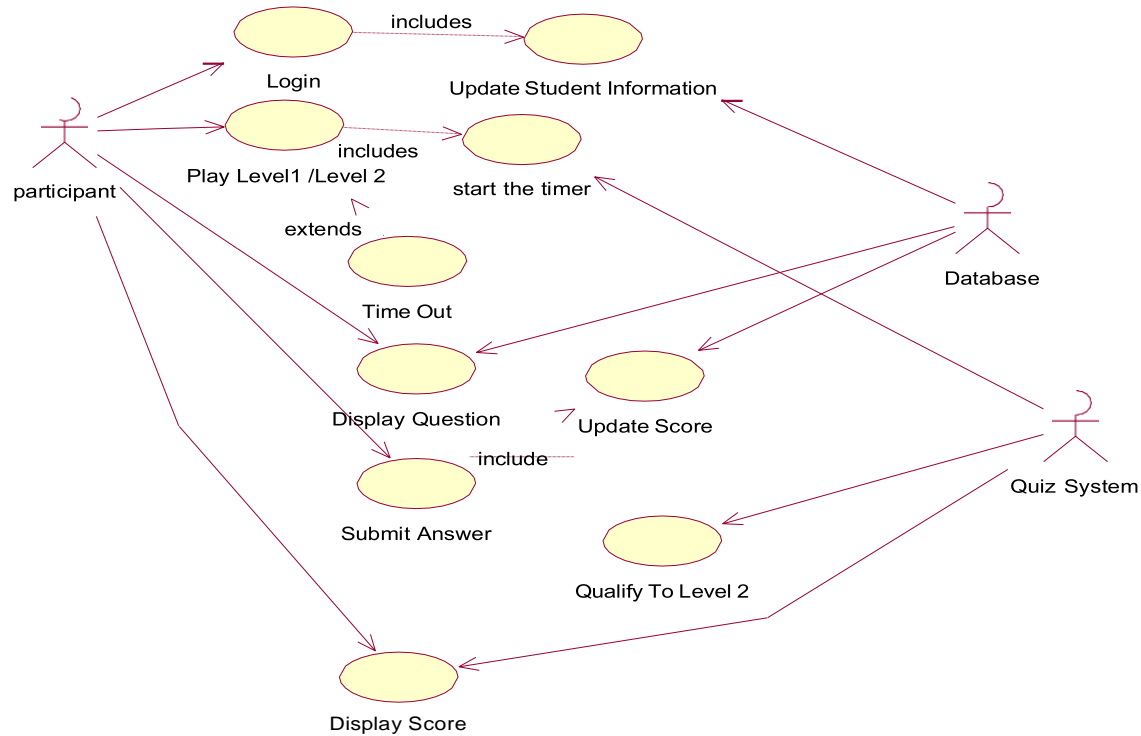 includes
Login
Update Student Information
includes
Play Level1 /Level 2
start the timer
participant
extends
Database
Time Out
Display Question
Update Score
include
Quiz System
Submit Answer
Qualify To Level 2
Display Score